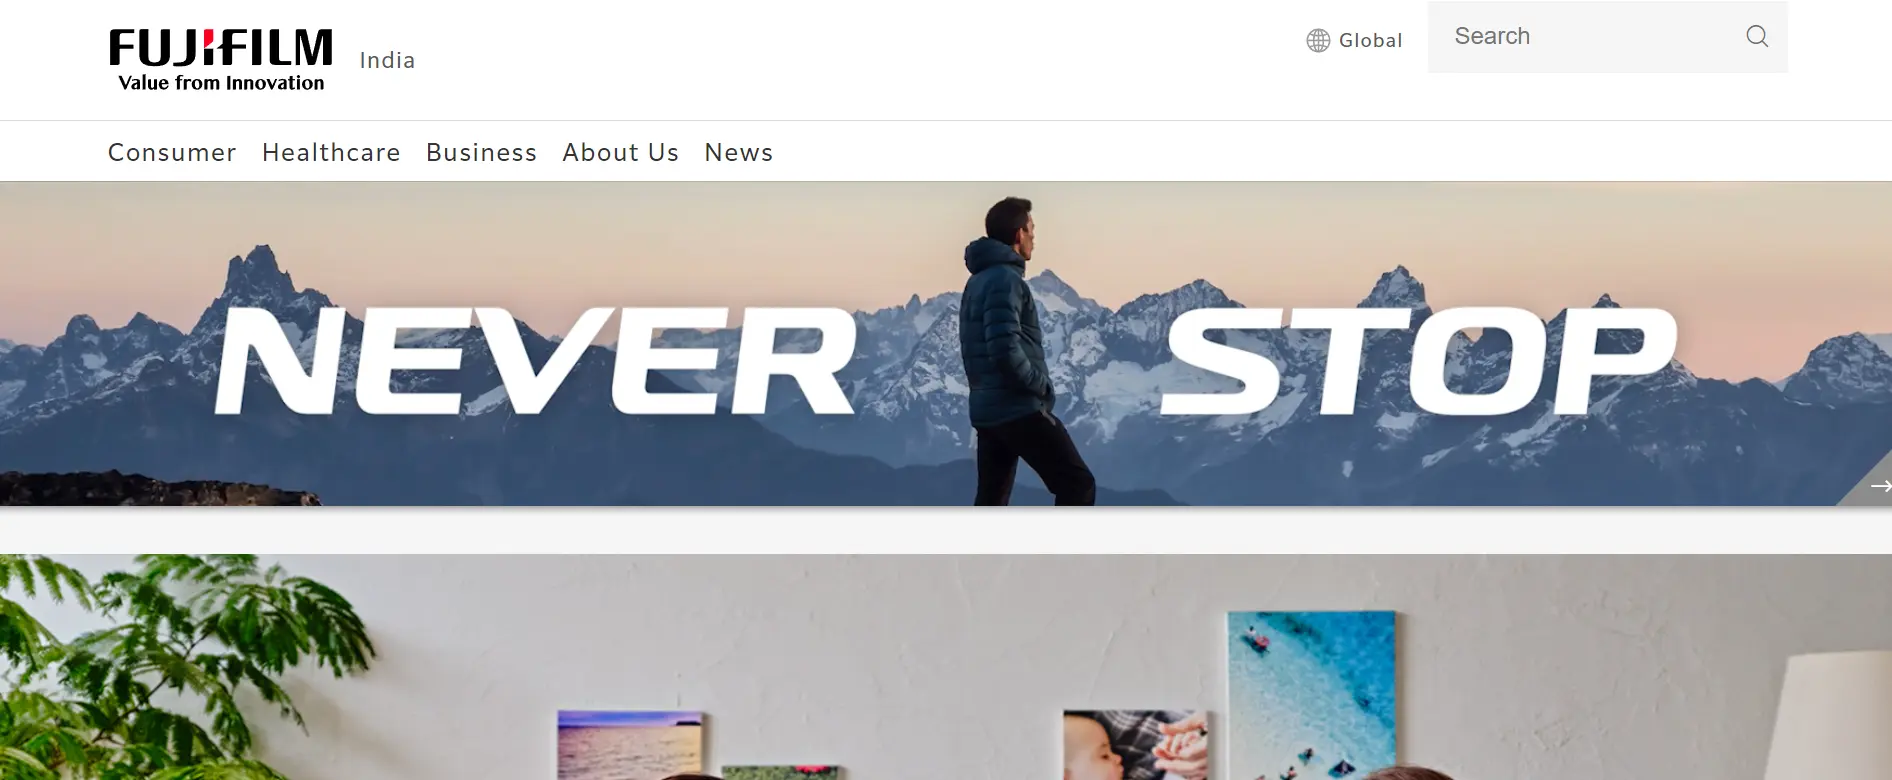 FUJIFILM
Value from Innovation
India
Global
Search
Consumer Healthcare Business About Us News
NEVER STOP